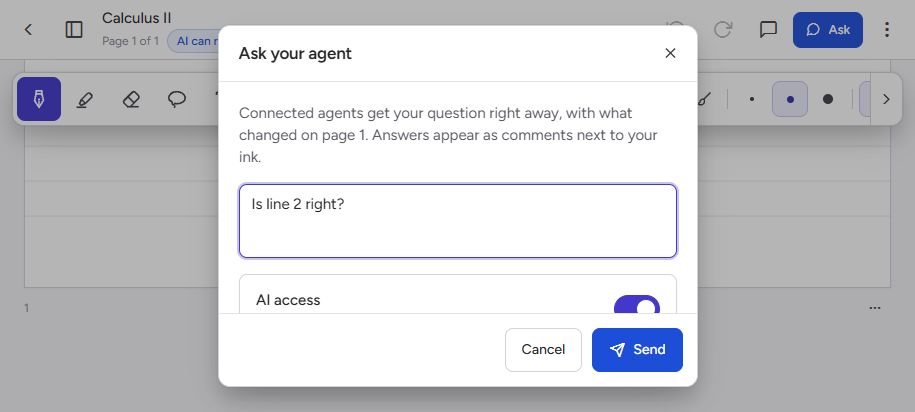 Calculus II
Page 1 of 1
AI can r
Ask
Ask your agent
Connected agents get your question right away, with what
changed on page 1. Answers appear as comments next to your
ink.
Is line 2 right?
AI access
1
Cancel
Send